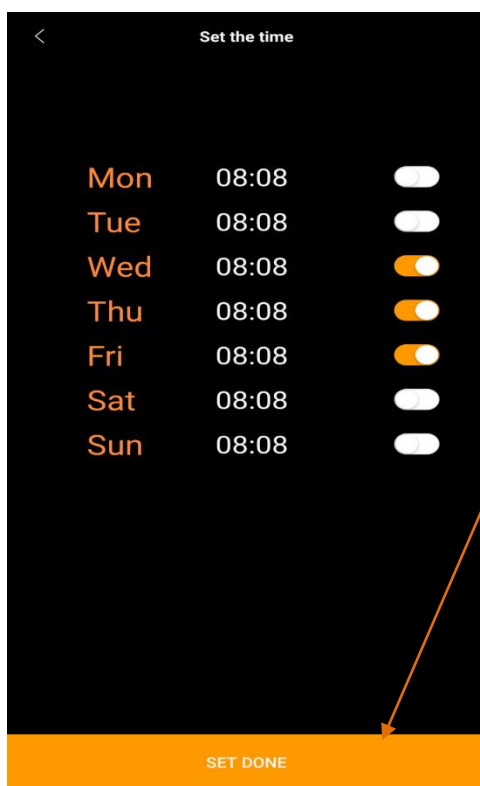 Set the time
Mon 08:08
Tue 08:08
Wed 08:08
Thu 08:08
Fri 08:08
Sat 08:08
Sun 08:08
SET DONE